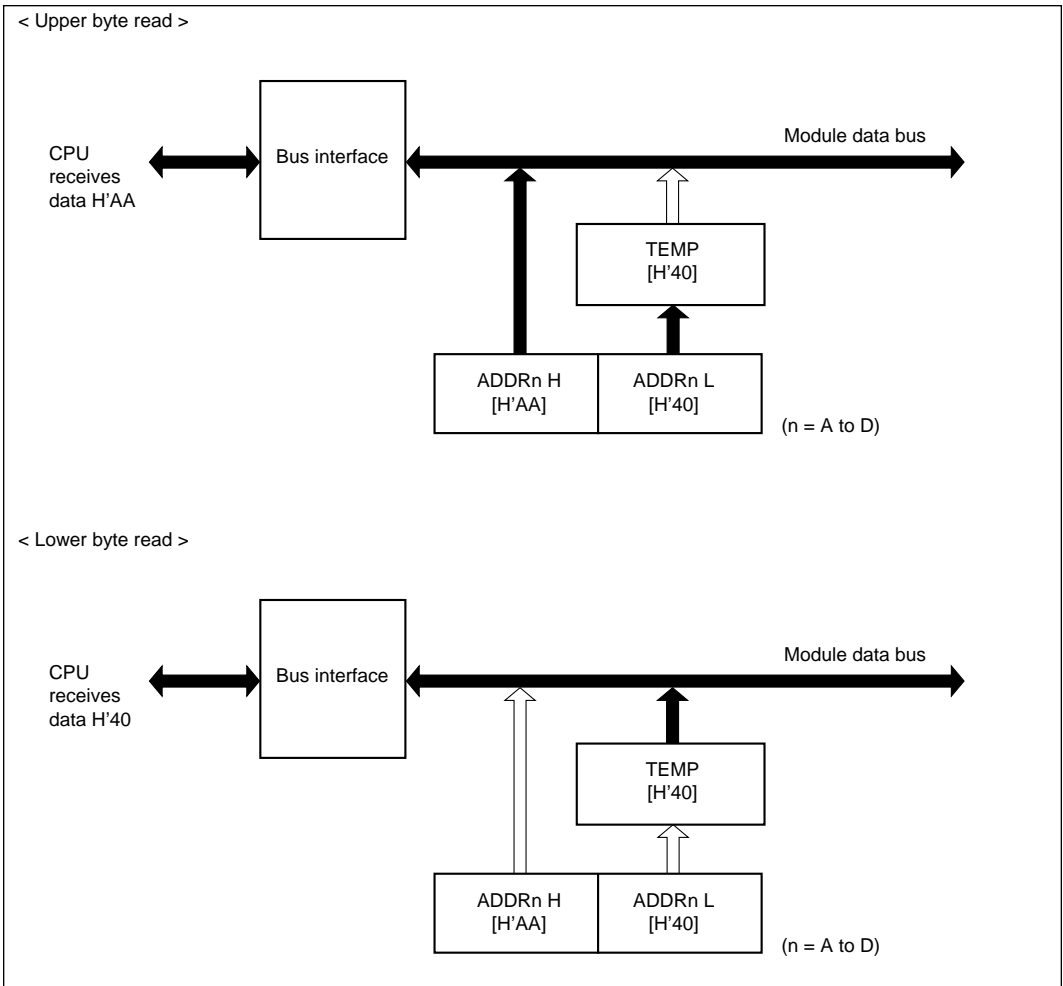 < Upper byte read >
Module data bus
CPU
receives
data H'AA
Bus interface
TEMP
[H'40]
ADDRn H
[H'AA]
ADDRn L
[H'40]
(n = A to D)
< Lower byte read >
Module data bus
CPU
receives
data H'40
Bus interface
TEMP
[H'40]
ADDRn H
[H'AA]
ADDRn L
[H'40]
(n = A to D)